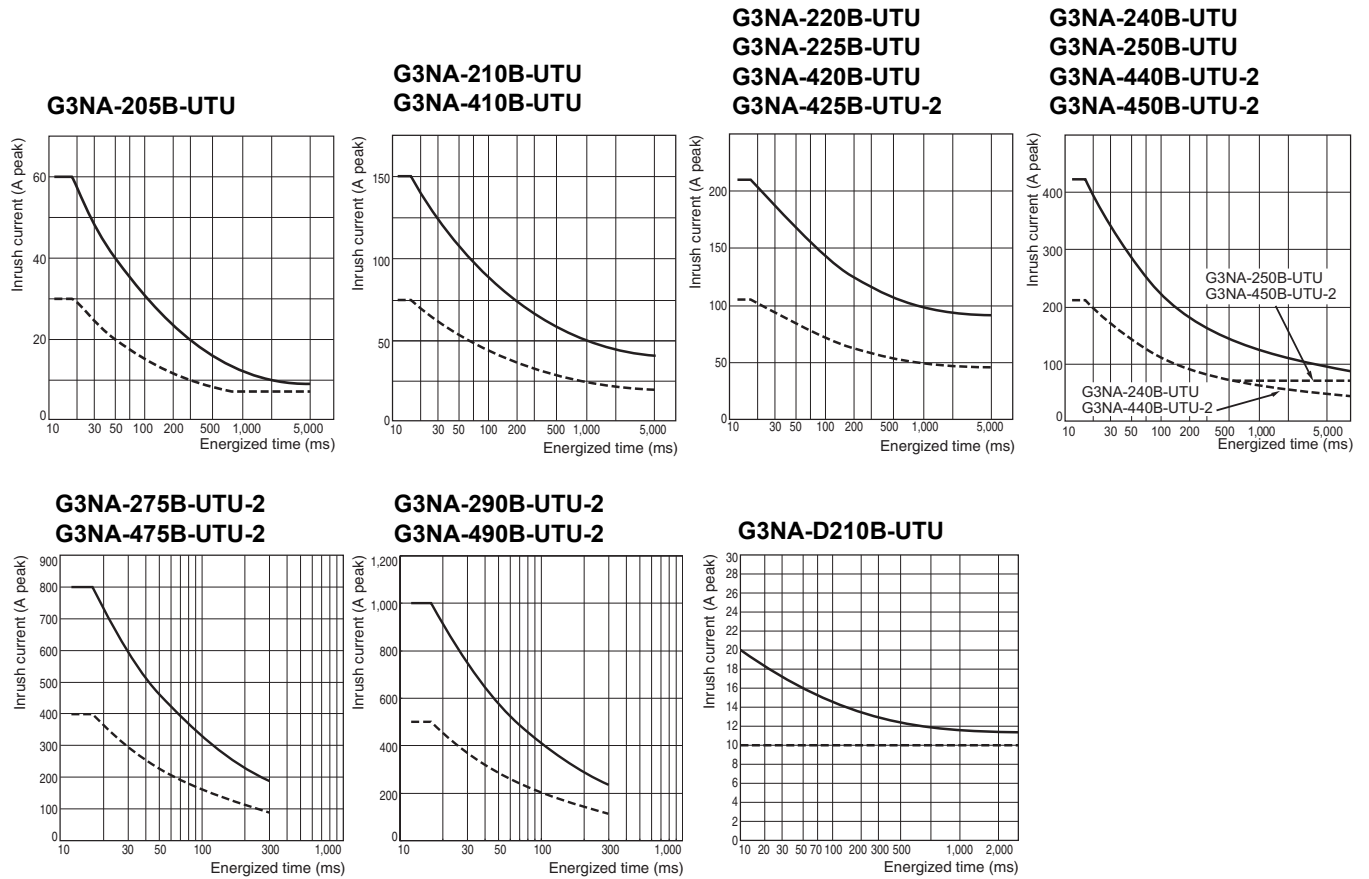 G3NA-205B-UTU
Inrush current (A peak)
60
40
20
0
10 30 50 100 200 500 1,000 5,000
Energized time (ms)
G3NA-210B-UTU
G3NA-410B-UTU
Inrush current (A peak)
150
100
50
0
10 30 50 100 200 500 1,000 5,000
Energized time (ms)
G3NA-220B-UTU
G3NA-225B-UTU
G3NA-420B-UTU
G3NA-425B-UTU-2
Inrush current (A peak)
200
150
100
50
0
10 30 50 100 200 500 1,000 5,000
Energized time (ms)
G3NA-240B-UTU
G3NA-250B-UTU
G3NA-440B-UTU-2
G3NA-450B-UTU-2
Inrush current (A peak)
400
300
200
100
0
G3NA-250B-UTU
G3NA-450B-UTU-2
G3NA-240B-UTU
G3NA-440B-UTU-2
10 30 50 100 200 500 1,000 5,000
Energized time (ms)
G3NA-275B-UTU-2
G3NA-475B-UTU-2
Inrush current (A peak)
900
800
700
600
500
400
300
200
100
0
10 30 50 100 300 1,000
Energized time (ms)
G3NA-290B-UTU-2
G3NA-490B-UTU-2
Inrush current (A peak)
1,200
1,000
800
600
400
200
0
10 30 50 100 300 1,000
Energized time (ms)
G3NA-D210B-UTU
Inrush current (A peak)
30
28
26
24
22
20
18
16
14
12
10
8
6
4
2
0
10 20 30 50 70 100 200 300 500 1,000 2,000
Energized time (ms)